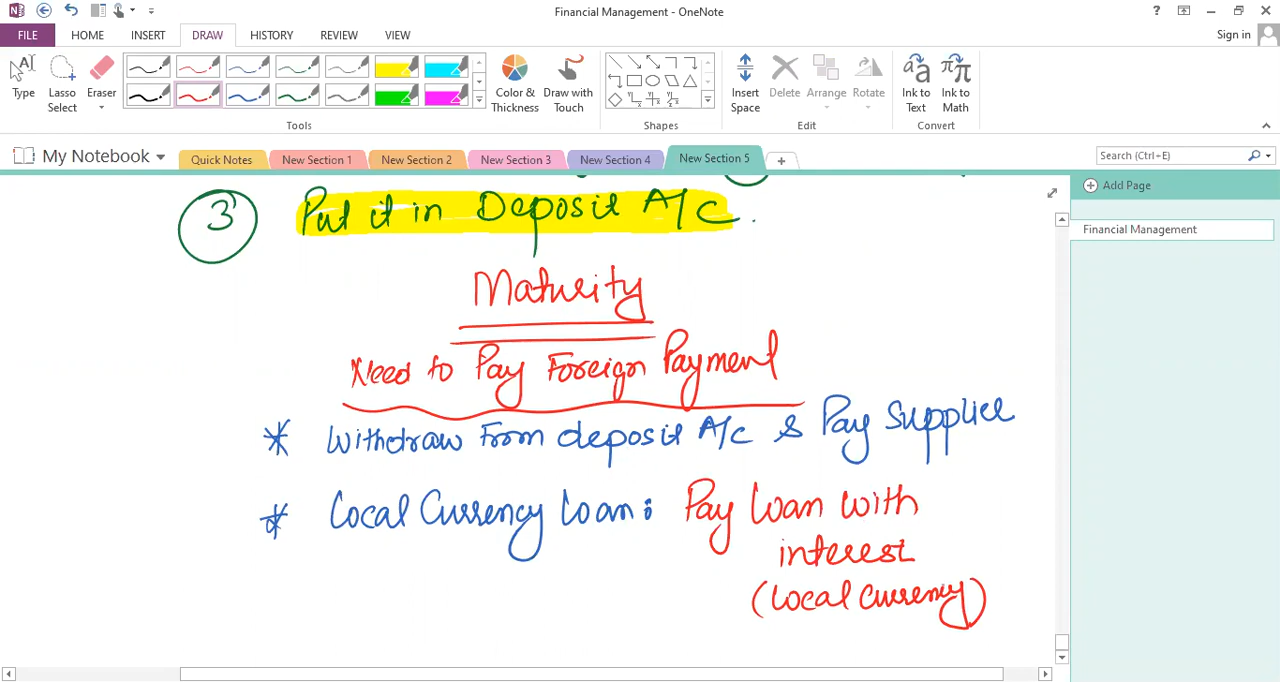 Financial Management - OneNote
?
FILE HOME INSERT DRAW HISTORY REVIEW VIEW
Sign in
Type
Lasso Select
Eraser
Color & Thickness
Draw with Touch
Insert Space
Delete
Arrange
Rotate
Ink to Text
Ink to Math
Tools Shapes Edit Convert
My Notebook Quick Notes New Section 1 New Section 2 New Section 3 New Section 4 New Section 5
Search (Ctrl+E)
Add Page
Financial Management
3 Put it in Deposit A/C.
Maturity
Need to Pay Foreign Payment
* Withdraw from deposit A/C & Pay Supplier
* Local Currency Loan: Pay Loan with
interest
(Local Currency)